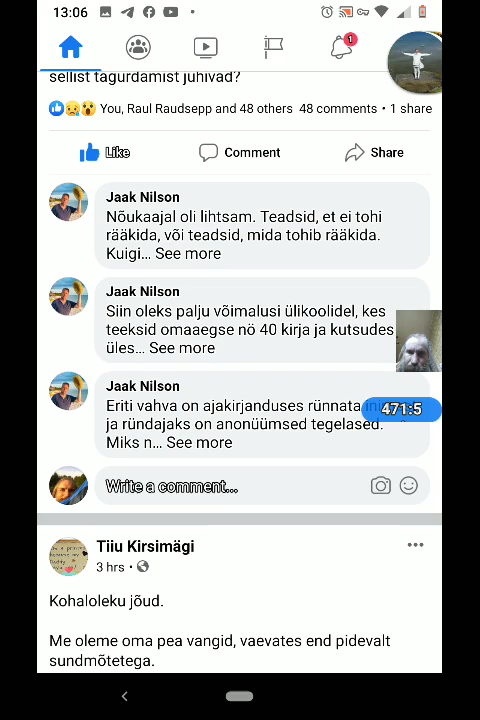 13:06
1
sellist tagurdamist juhivad?
You, Raul Raudsepp and 48 others 48 comments • 1 share
Like Comment Share
Jaak Nilson
Nõukaajal oli lihtsam. Teadsid, et ei tohi
rääkida, või teadsid, mida tohib rääkida.
Kuigi... See more
Jaak Nilson
Siin oleks palju võimalusi ülikoolidel, kes
teeksid omaaegse nö 40 kirja ja kutsudes
üles... See more
Jaak Nilson
Eriti vahva on ajakirjanduses rünnata
471:5
ja ründajaks on anonüümsed tegelased.
Miks n... See more
Write a comment...
Tiiu Kirsimägi
3 hrs •
Kohaloleku jõud.
Me oleme oma pea vangid, vaevates end pidevalt
sundmõtetega.